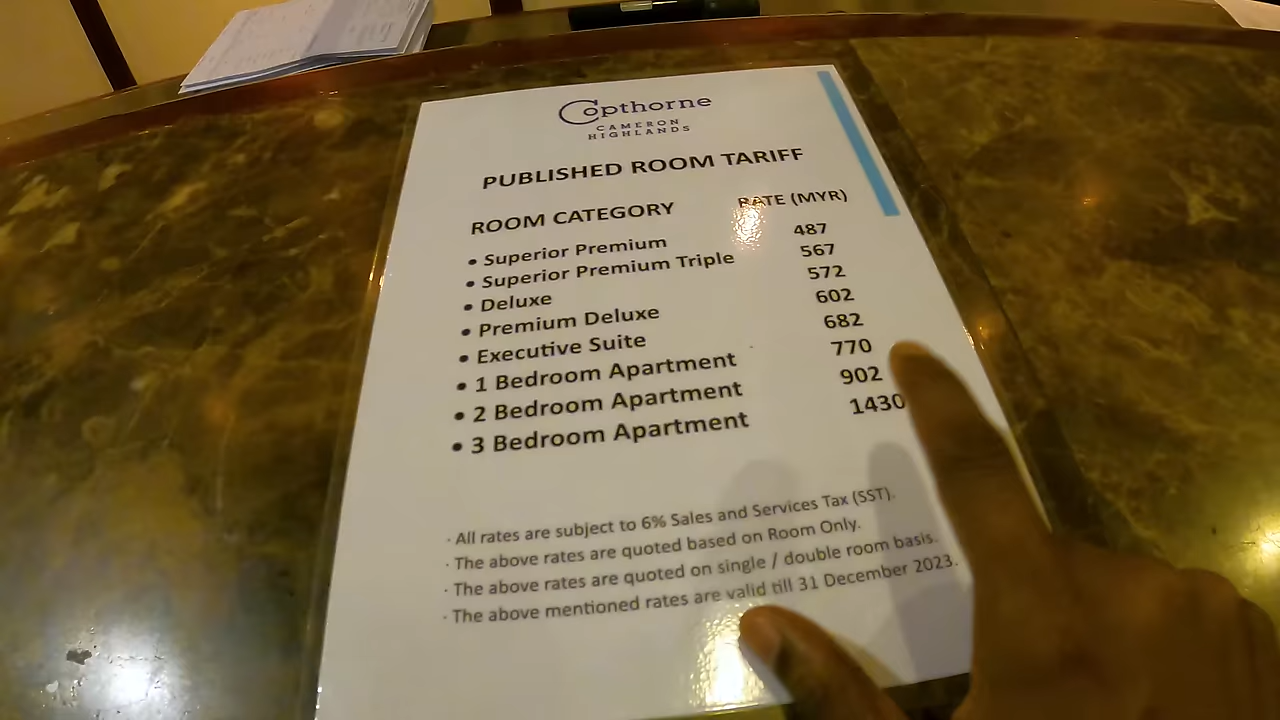 Copthorne
CAMERON
HIGHLANDS
PUBLISHED ROOM TARIFF
ROOM CATEGORY RATE (MYR)
• Superior Premium 487
• Superior Premium Triple 567
• Deluxe 572
• Premium Deluxe 602
• Executive Suite 682
• 1 Bedroom Apartment 770
• 2 Bedroom Apartment 902
• 3 Bedroom Apartment 1430
· All rates are subject to 6% Sales and Services Tax (SST).
· The above rates are quoted based on Room Only.
· The above rates are quoted on single / double room basis.
· The above mentioned rates are valid till 31 December 2023.